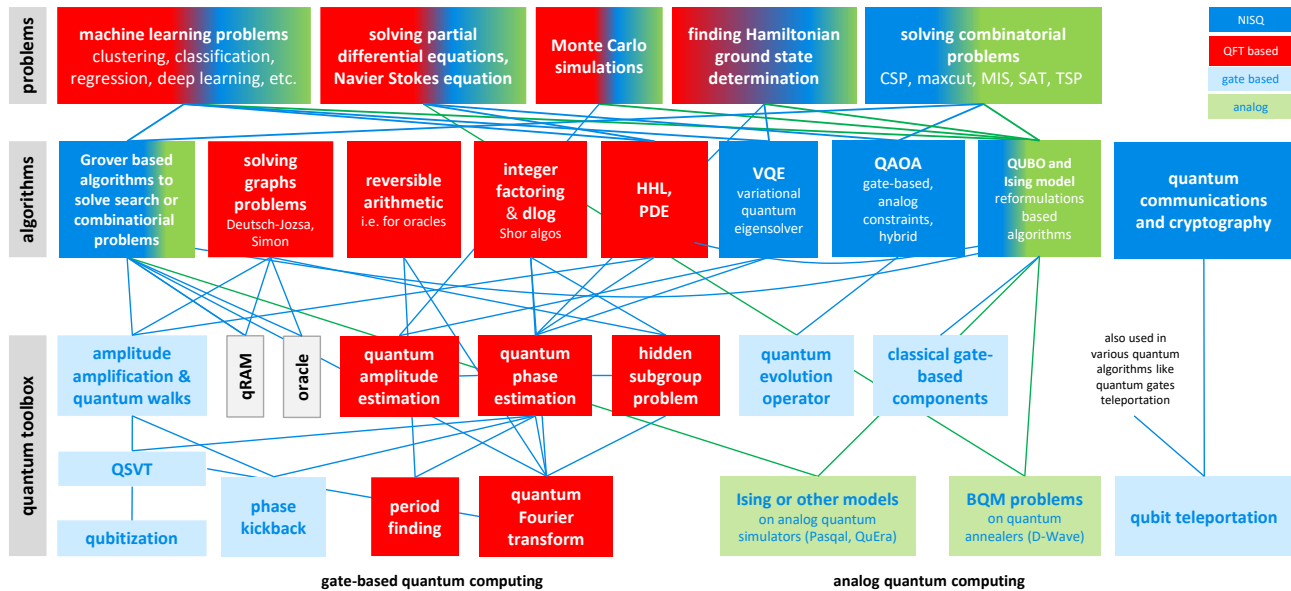 problems
machine learning problems
clustering, classification,
regression, deep learning, etc.
solving partial
differential equations,
Navier Stokes equation
Monte Carlo
simulations
finding Hamiltonian
ground state
determination
solving combinatorial
problems
CSP, maxcut, MIS, SAT, TSP
NISQ
QFT based
gate based
analog
algorithms
Grover based
algorithms to
solve search or
combinatiorial
problems
solving
graphs
problems
Deutsch-Jozsa,
Simon
reversible
arithmetic
i.e. for oracles
integer
factoring
& dlog
Shor algos
HHL,
PDE
VQE
variational
quantum
eigensolver
QAOA
gate-based,
analog
constraints,
hybrid
QUBO and
Ising model
reformulations
based
algorithms
quantum
communications
and cryptography
quantum toolbox
amplitude
amplification &
quantum walks
qRAM
oracle
quantum
amplitude
estimation
quantum
phase
estimation
hidden
subgroup
problem
quantum
evolution
operator
classical gate-
based
components
also used in
various quantum
algorithms like
quantum gates
teleportation
QSVT
qubitization
phase
kickback
period
finding
quantum
Fourier
transform
Ising or other models
on analog quantum
simulators (Pasqal, QuEra)
BQM problems
on quantum
annealers (D-Wave)
qubit teleportation
gate-based quantum computing
analog quantum computing